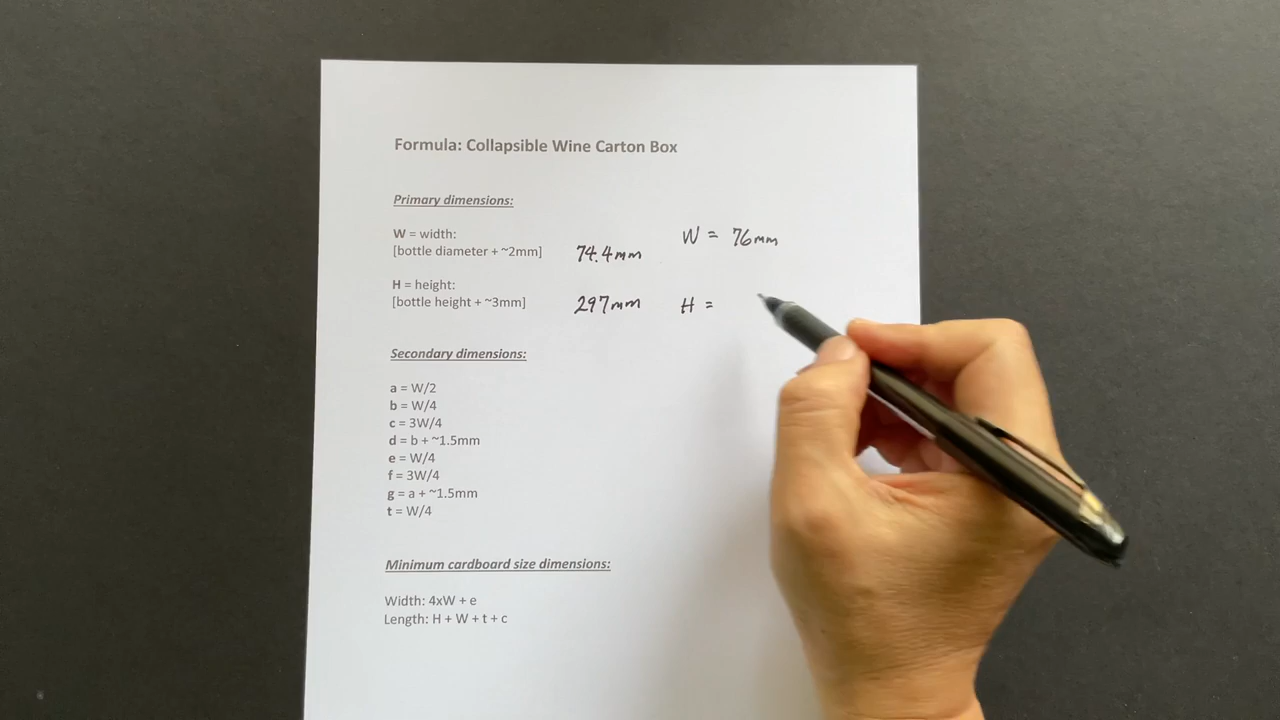 Formula: Collapsible Wine Carton Box
Primary dimensions:
W = width:
[bottle diameter + ~2mm] 74.4mm W = 76mm
H = height:
[bottle height + ~3mm] 297mm H =
Secondary dimensions:
a = W/2
b = W/4
c = 3W/4
d = b + ~1.5mm
e = W/4
f = 3W/4
g = a + ~1.5mm
t = W/4
Minimum cardboard size dimensions:
Width: 4xW + e
Length: H + W + t + c